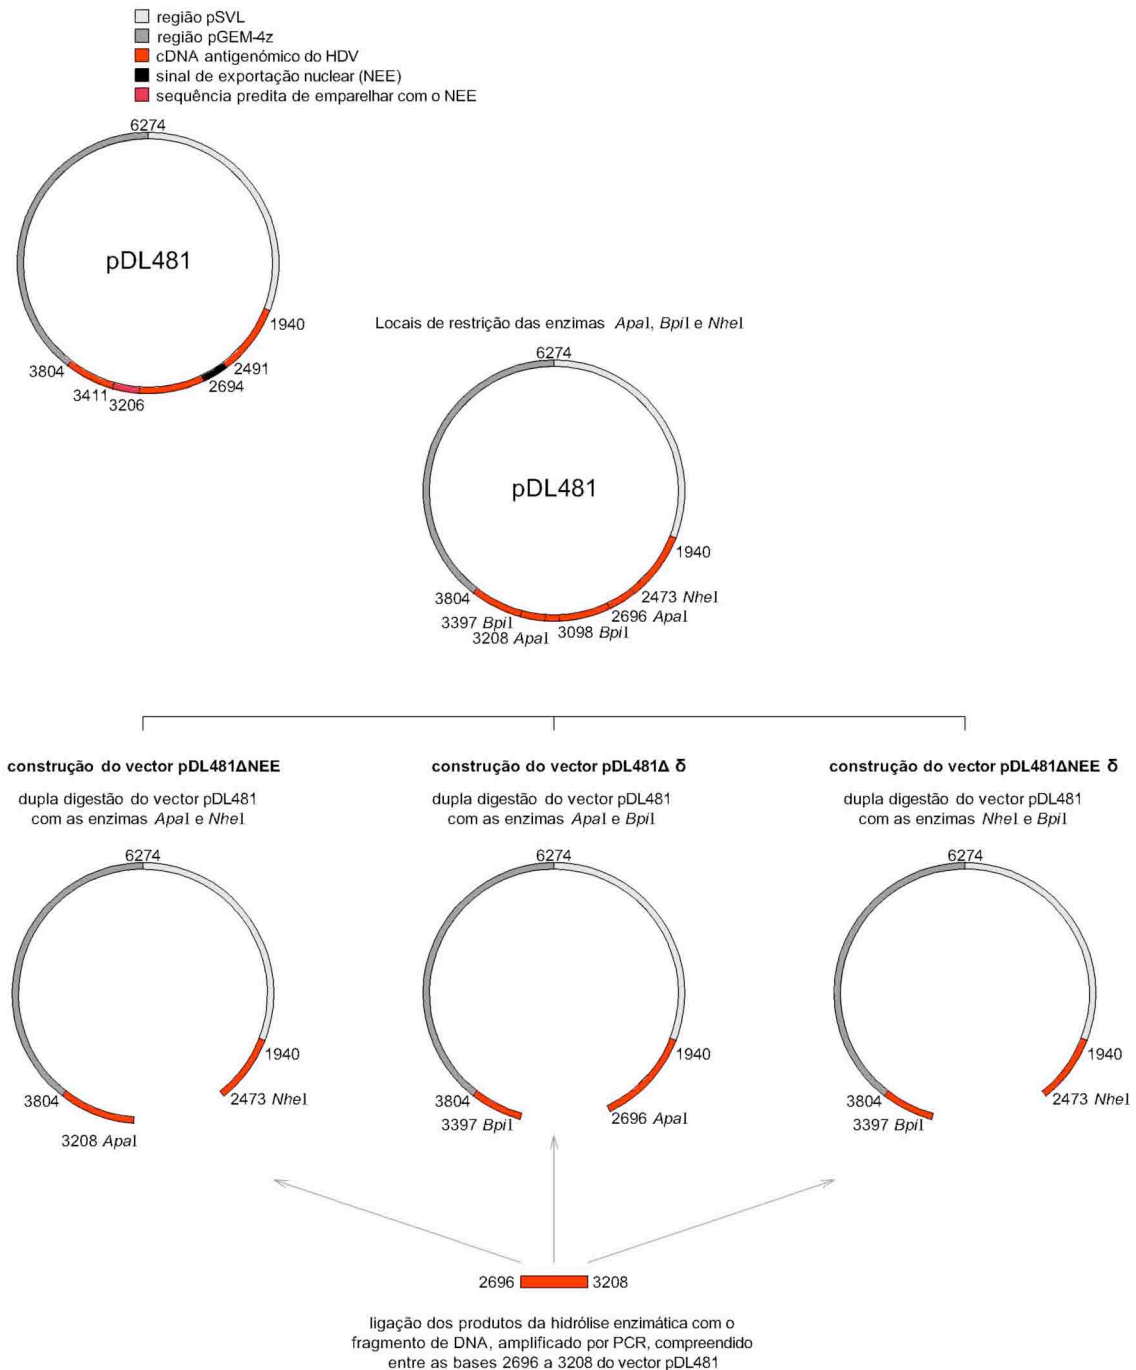 região pSVL
região pGEM-4z
cDNA antigenómico do HDV
sinal de exportação nuclear (NEE)
sequência predita de emparelhar com o NEE
6274
pDL481
1940
2491
2694
3206
3411
3804
Locais de restrição das enzimas ApaI, BpiI e NheI
6274
pDL481
1940
2473 NheI
2696 ApaI
3098 BpiI
3208 ApaI
3397 BpiI
3804
construção do vector pDL481ΔNEE
dupla digestão do vector pDL481
com as enzimas ApaI e NheI
6274
1940
2473 NheI
3804
3208 ApaI
construção do vector pDL481Δ δ
dupla digestão do vector pDL481
com as enzimas ApaI e BpiI
6274
1940
2696 ApaI
3804
3397 BpiI
construção do vector pDL481ΔNEE δ
dupla digestão do vector pDL481
com as enzimas NheI e BpiI
6274
1940
2473 NheI
3804
3397 BpiI
2696 3208
ligação dos produtos da hidrólise enzimática com o
fragmento de DNA, amplificado por PCR, compreendido
entre as bases 2696 a 3208 do vector pDL481